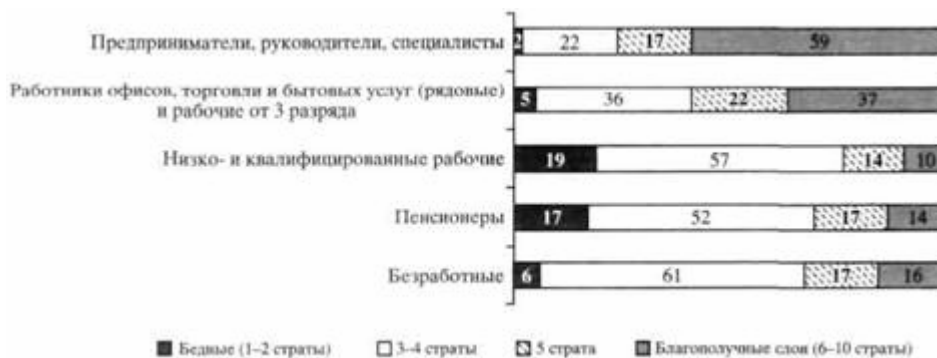 Предприниматели, руководители, специалисты
2 22 17 59
Работники офисов, торговли и бытовых услуг (рядовые)
и рабочие от 3 разряда
5 36 22 37
Низко- и квалифицированные рабочие
19 57 14 10
Пенсионеры
17 52 17 14
Безработные
6 61 17 16
Бедные (1–2 страты) 3–4 страты 5 страта Благополучные слои (6–10 страты)